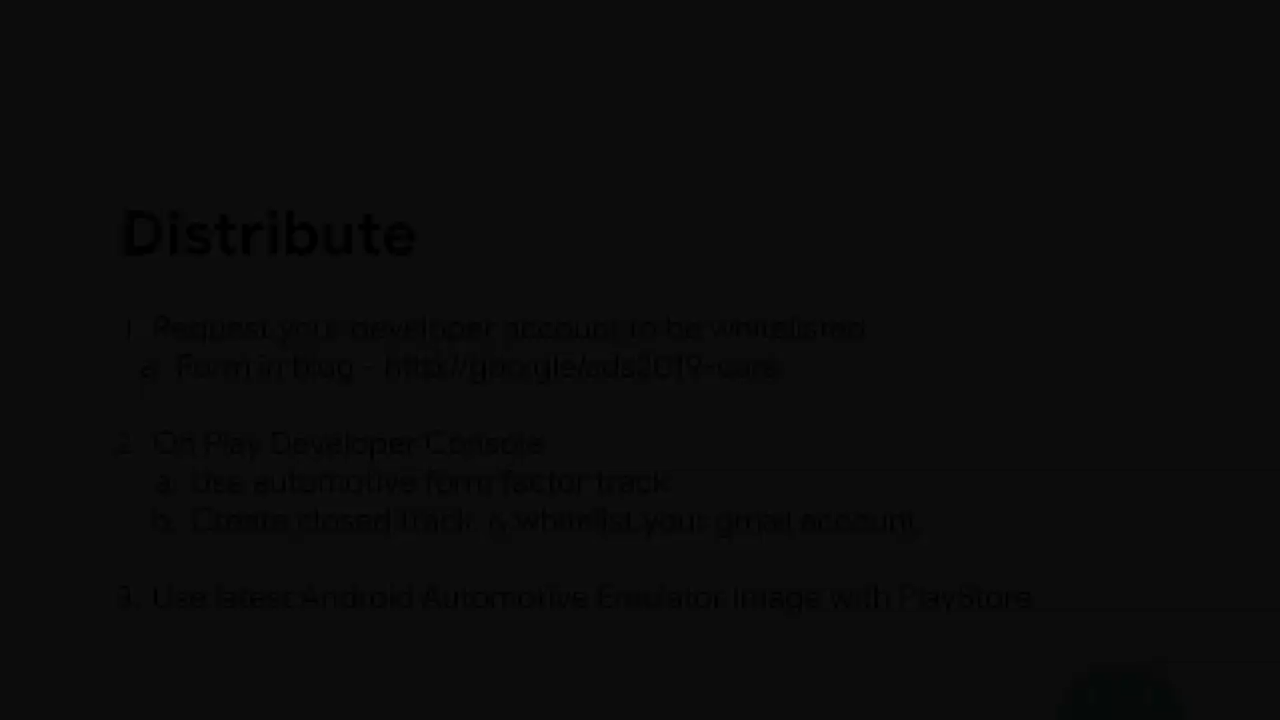 Distribute
1. Request your developer account to be whitelisted
a. Form in blog - http://goo.gle/ads2019-cars
2. On Play Developer Console
a. Use automotive form factor track
b. Create closed track & whitelist your gmail account
3. Use latest Android Automotive Emulator Image with PlayStore